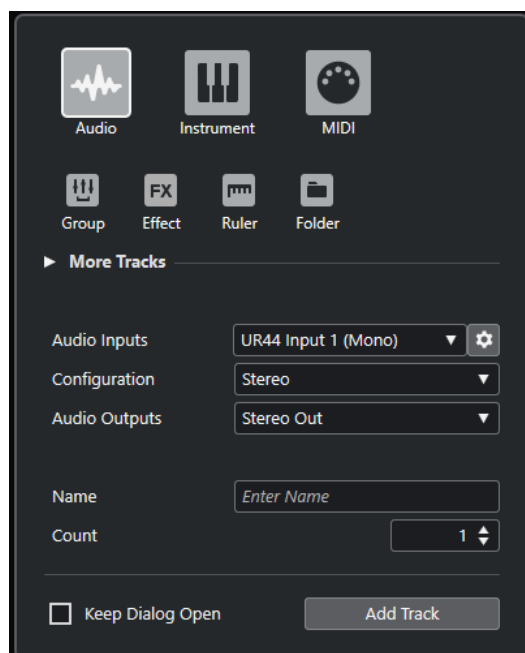 Audio Instrument MIDI
FX
Group Effect Ruler Folder
More Tracks
Audio Inputs UR44 Input 1 (Mono)
Configuration Stereo
Audio Outputs Stereo Out
Name Enter Name
Count 1
Keep Dialog Open Add Track